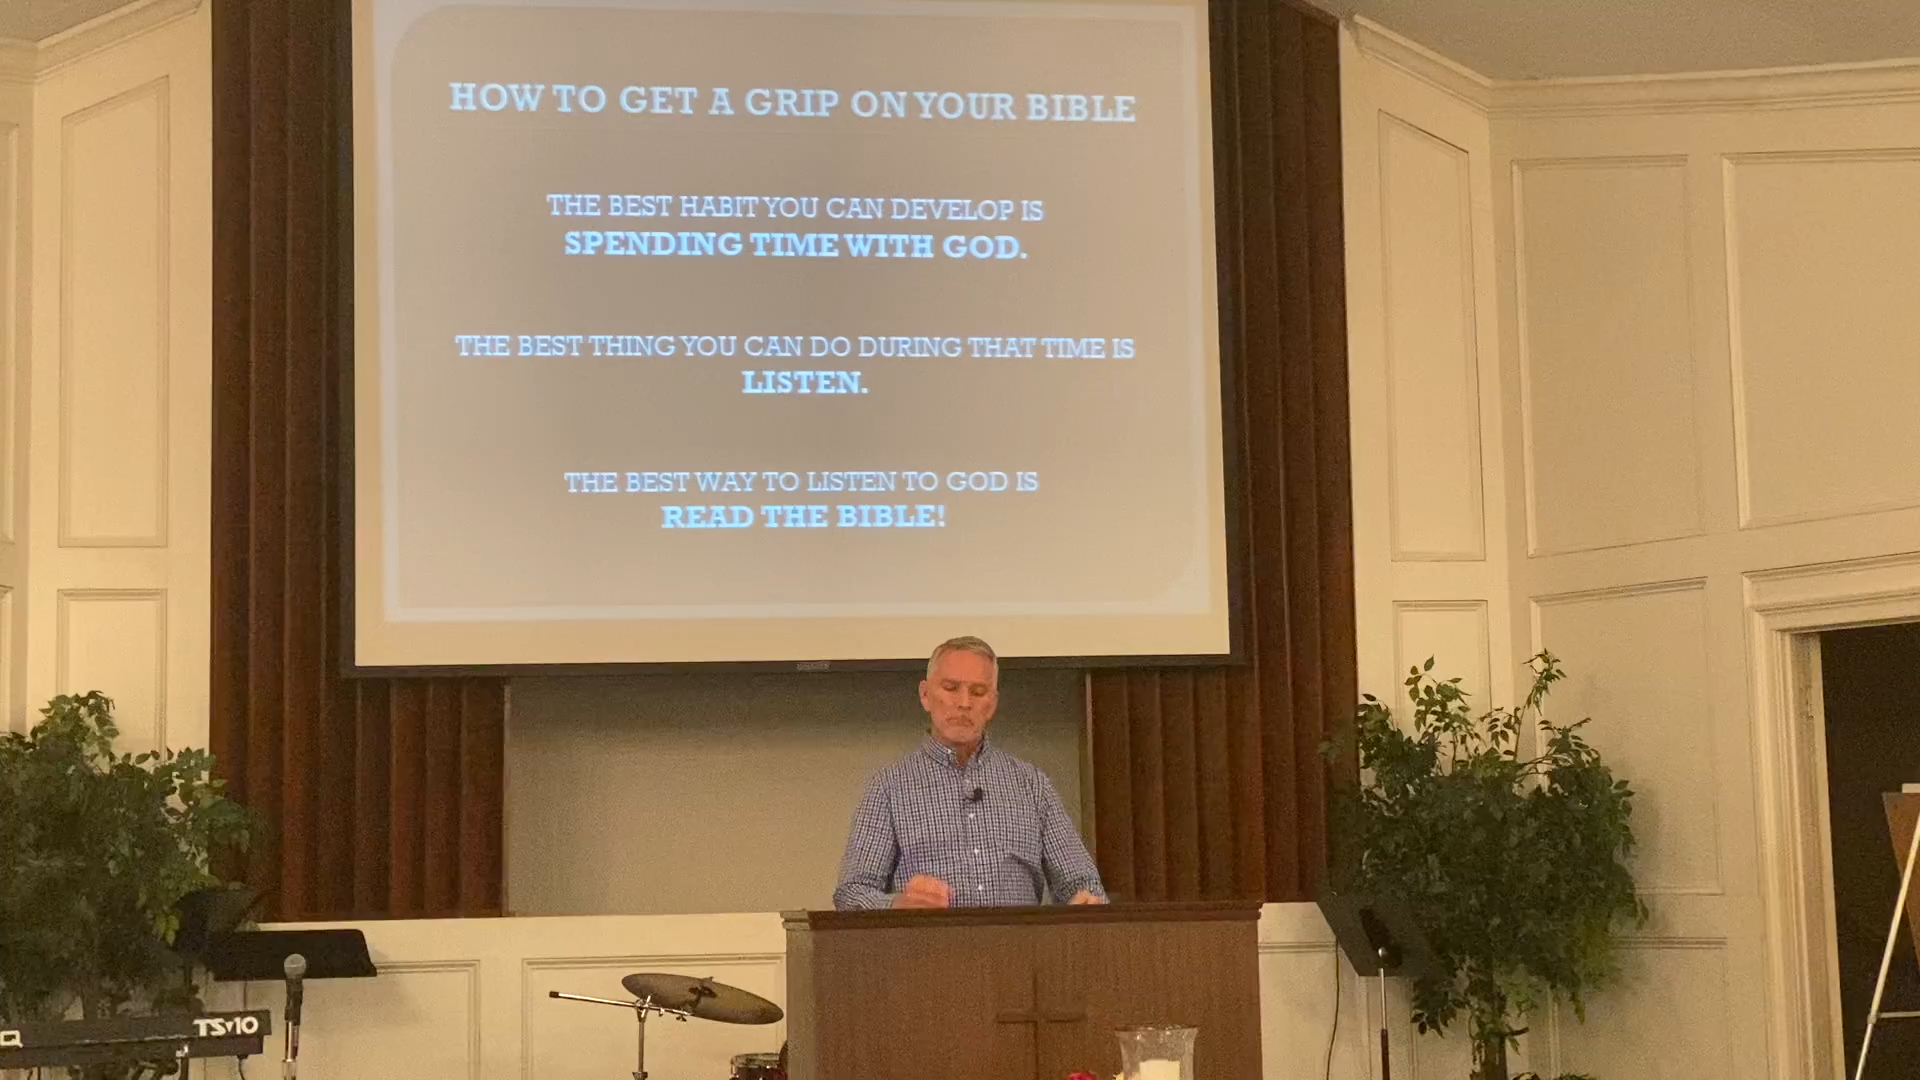 HOW TO GET A GRIP ON YOUR BIBLE
THE BEST HABIT YOU CAN DEVELOP IS
SPENDING TIME WITH GOD.
THE BEST THING YOU CAN DO DURING THAT TIME IS
LISTEN.
THE BEST WAY TO LISTEN TO GOD IS
READ THE BIBLE!
TSv10